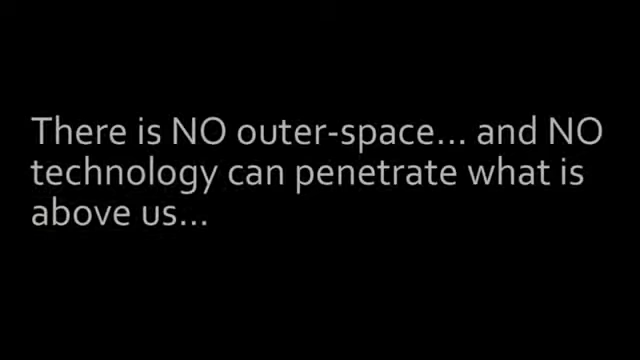 There is NO outer-space... and NO
technology can penetrate what is
above us...